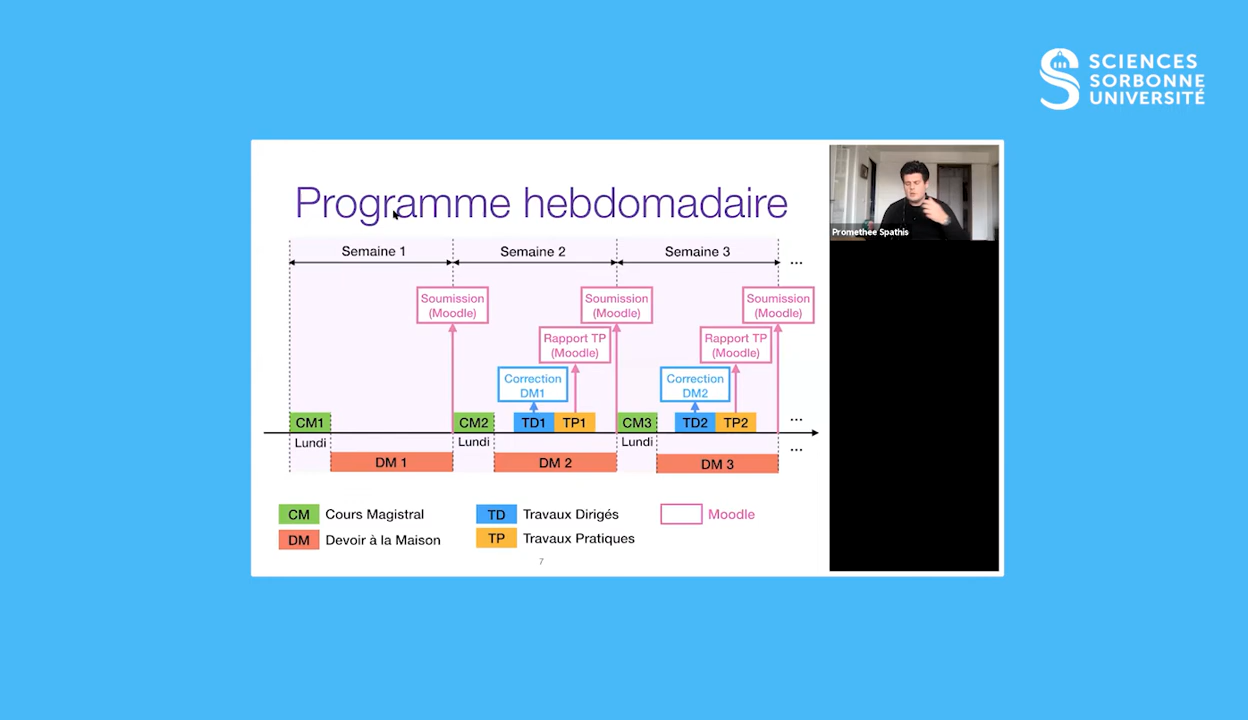 SCIENCES
SORBONNE
UNIVERSITÉ
Programme hebdomadaire
Promethee Spathis
Semaine 1
Semaine 2
Semaine 3
...
Soumission
(Moodle)
Soumission
(Moodle)
Soumission
(Moodle)
Rapport TP
(Moodle)
Rapport TP
(Moodle)
Correction
DM1
Correction
DM2
CM1
CM2
TD1
TP1
CM3
TD2
TP2
...
Lundi
Lundi
Lundi
...
DM 1
DM 2
DM 3
CM Cours Magistral
TD Travaux Dirigés
Moodle
DM Devoir à la Maison
TP Travaux Pratiques
7